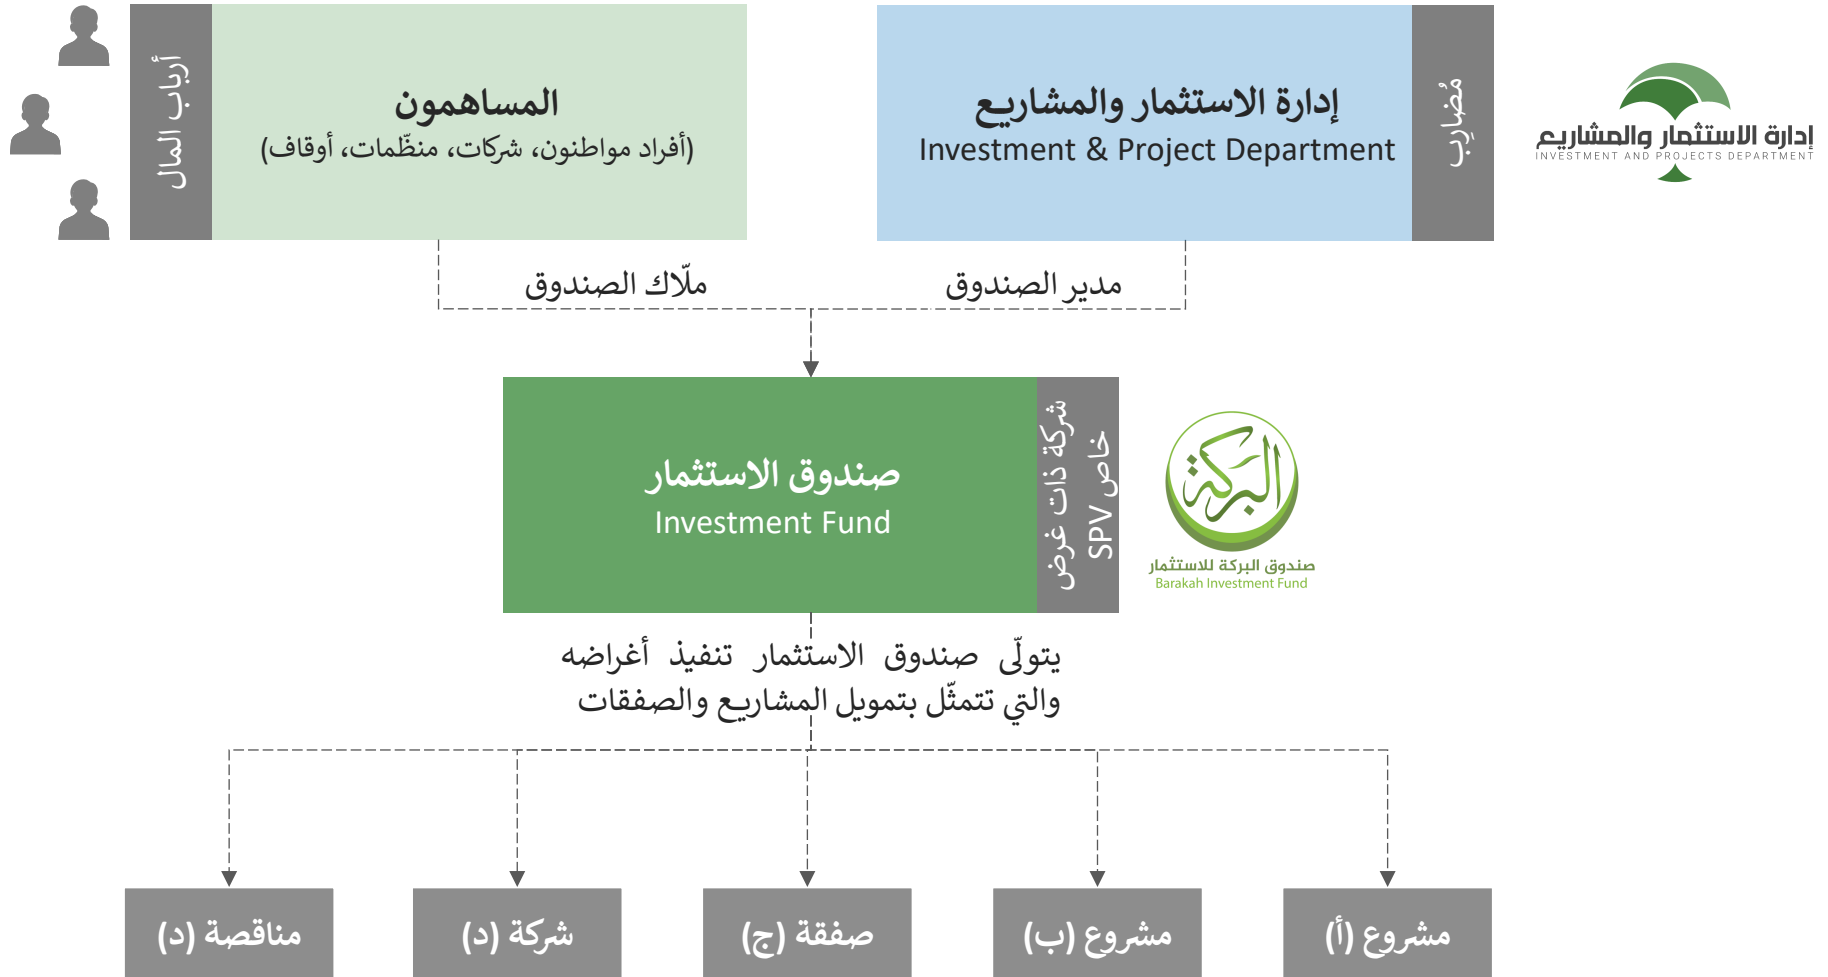 مُضارِب
إدارة الاستثمار والمشاريع
Investment & Project Department
إدارة الاستثمار والمشاريع
INVESTMENT AND PROJECTS DEPARTMENT
المساهمون
(أفراد مواطنون، شركات، منظّمات، أوقاف)
أرباب المال
مدير الصندوق
ملّاك الصندوق
صندوق الاستثمار
Investment Fund
شركة ذات غرض
خاص SPV
البركة
صندوق البركة للاستثمار
Barakah Investment Fund
يتولّى صندوق الاستثمار تنفيذ أغراضه
والتي تتمثّل بتمويل المشاريع والصفقات
مشروع (أ)
مشروع (ب)
صفقة (ج)
شركة (د)
مناقصة (د)